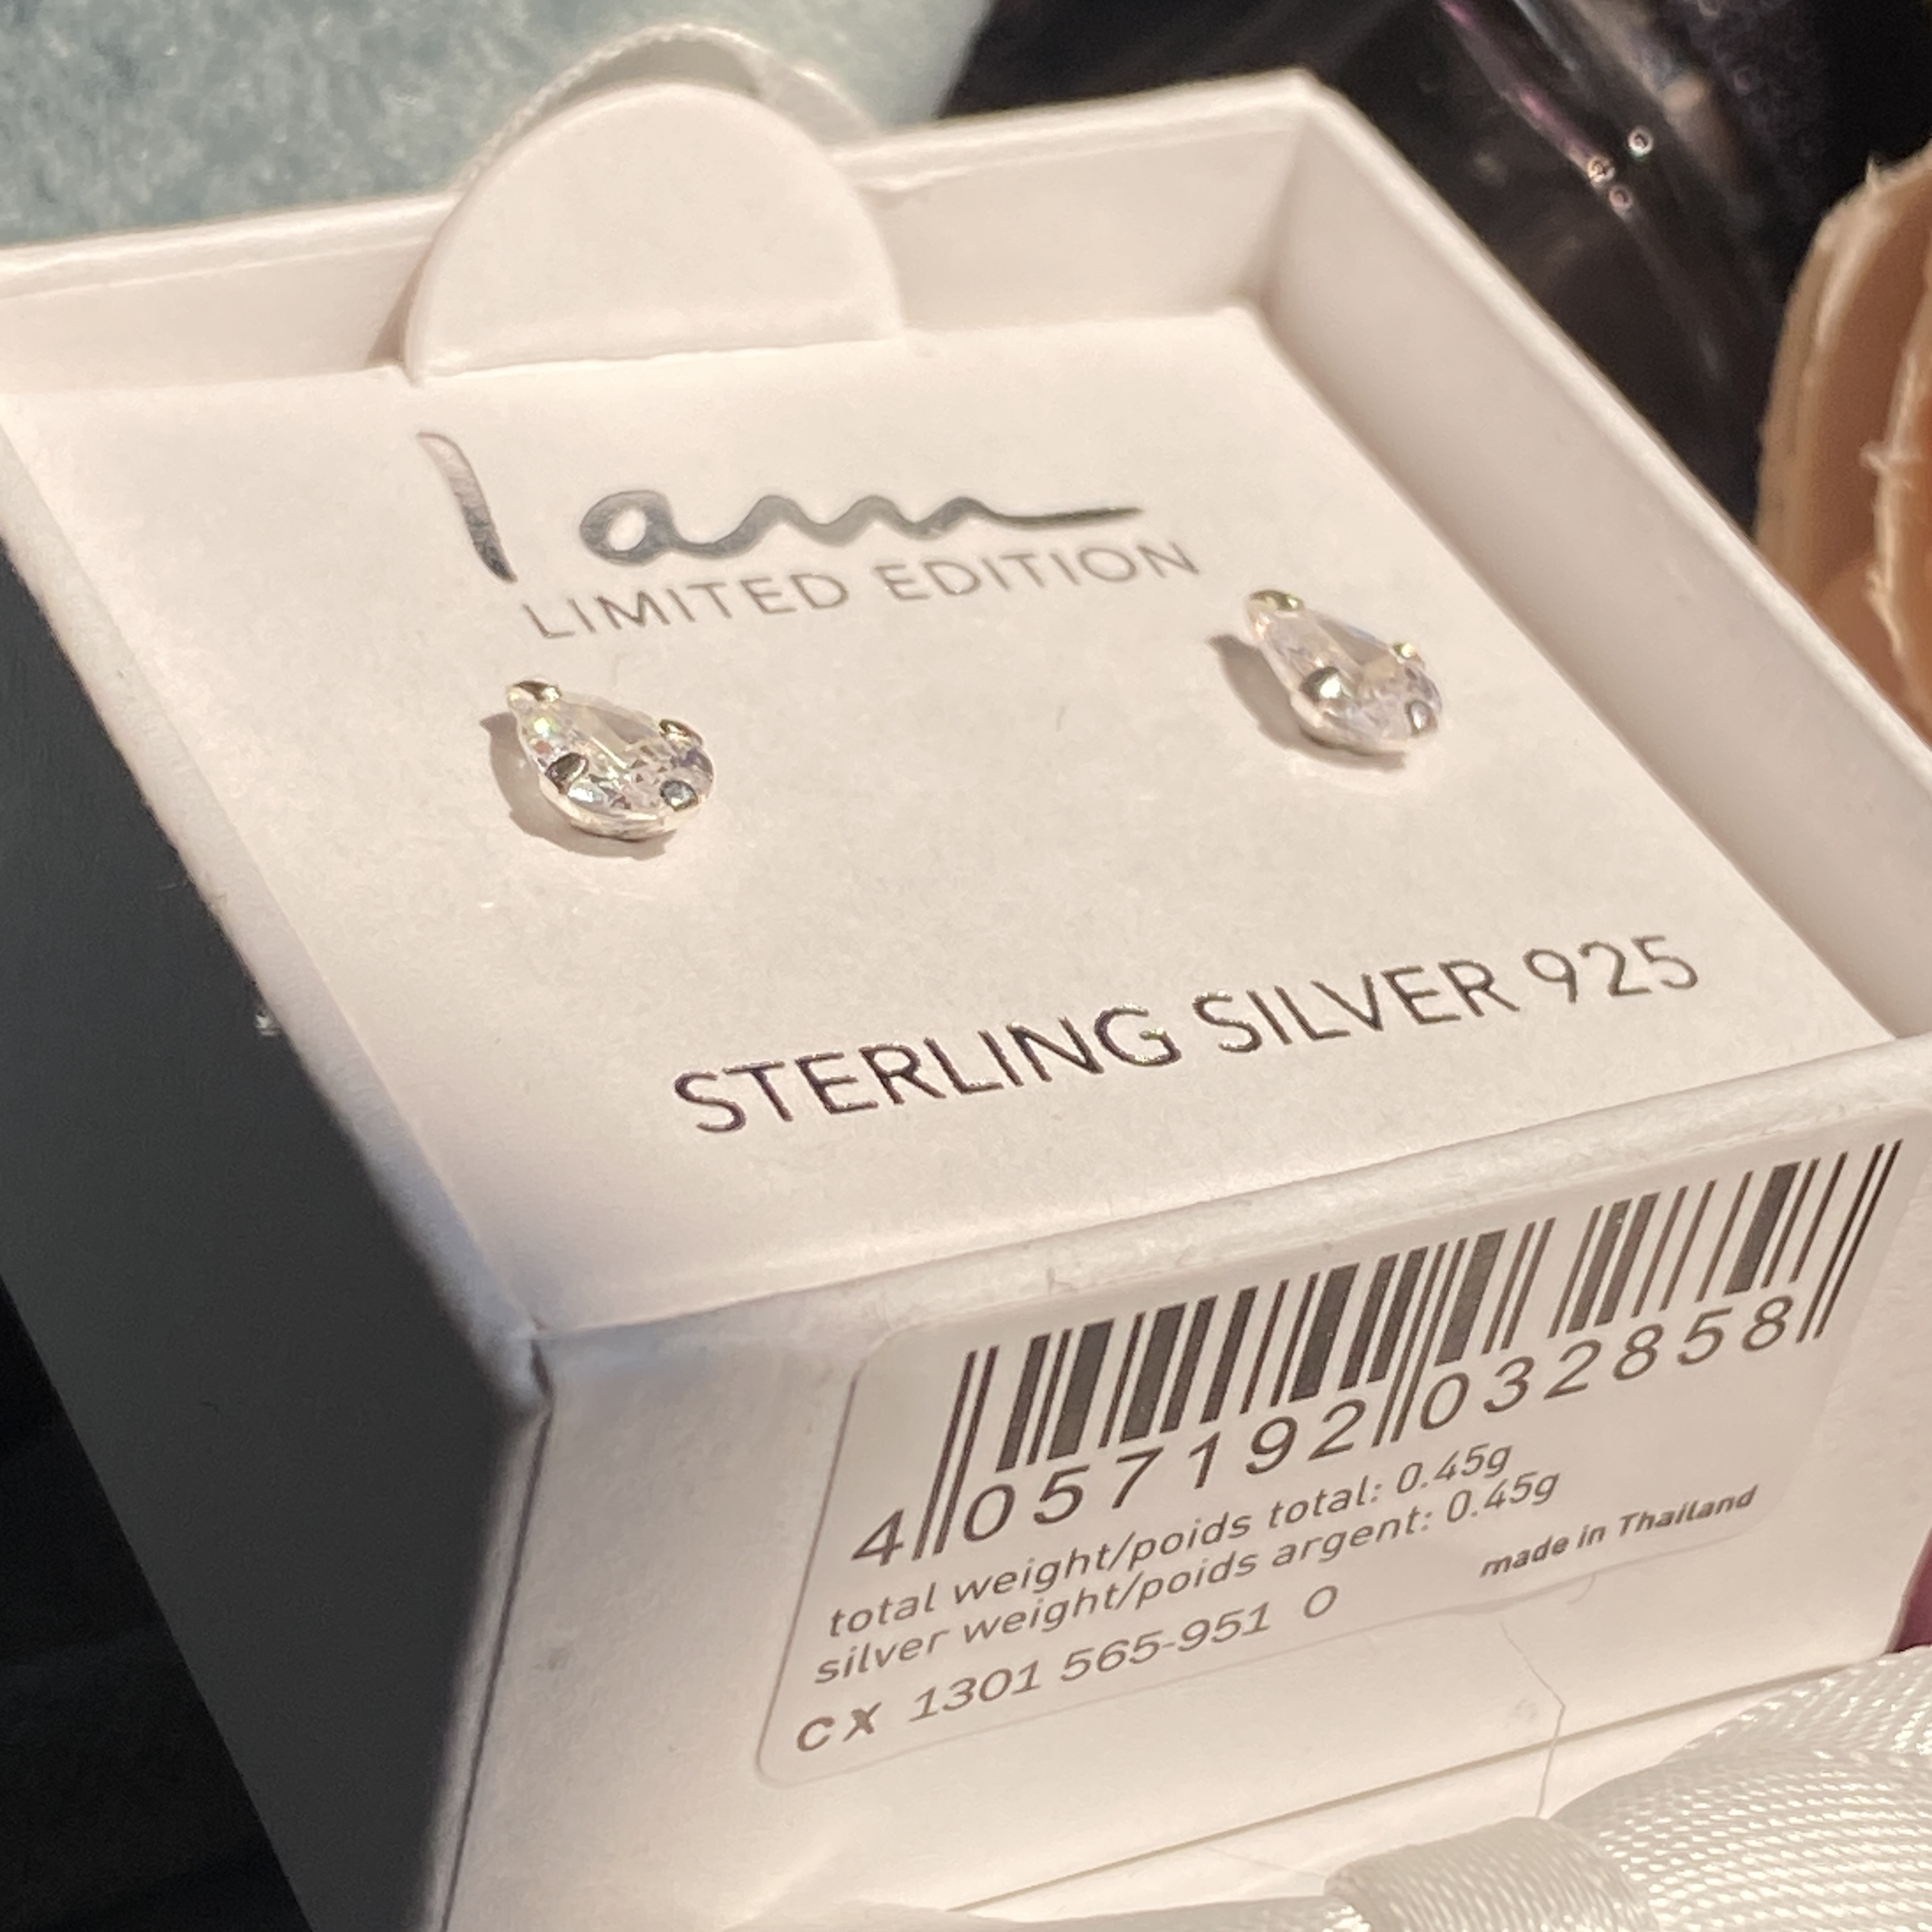 I am
LIMITED EDITION
STERLING SILVER 925
4 057192 032858
total weight/poids total: 0.45g
silver weight/poids argent: 0.45g
made in Thailand
CX 1301 565-951 O